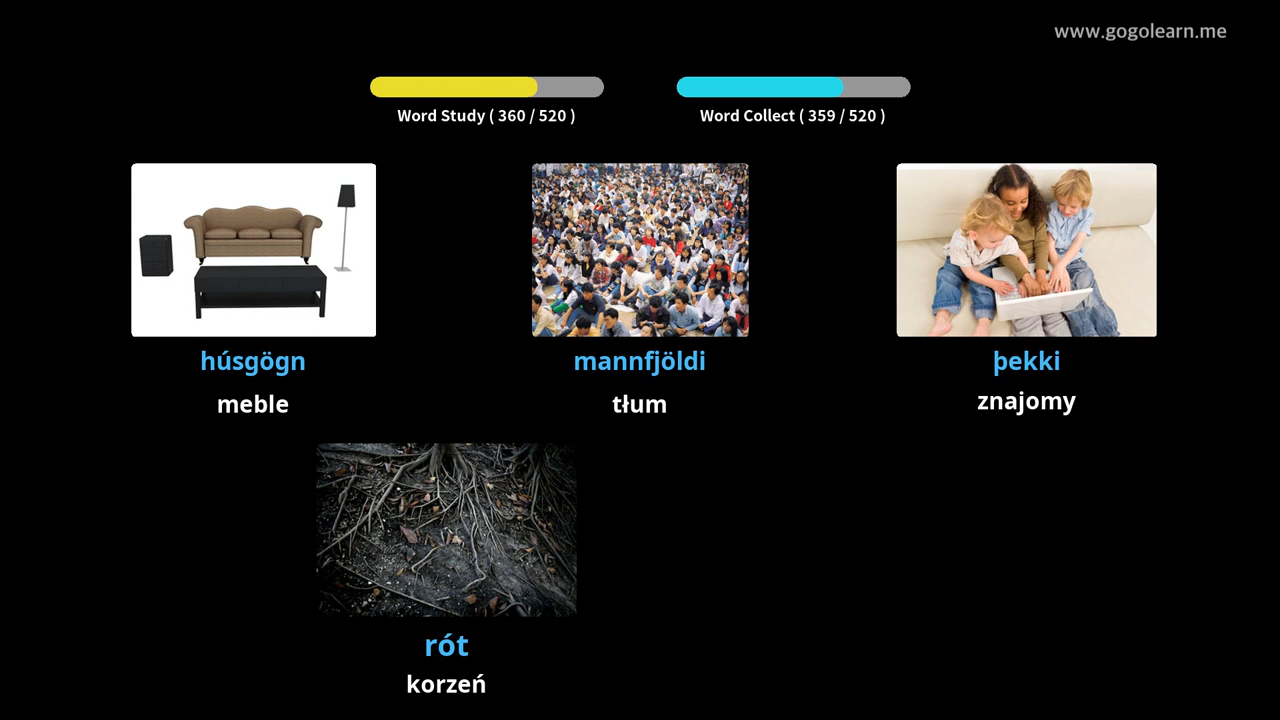 www.gogolearn.me
Word Study ( 360 / 520 )
Word Collect ( 359 / 520 )
húsgögn
meble
mannfjöldi
tłum
þekki
znajomy
rót
korzeń